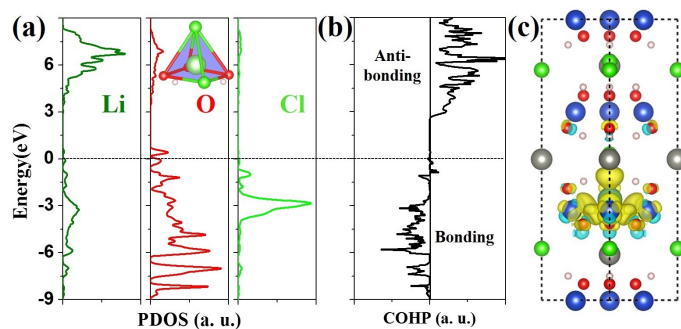 (a) (b) (c)
6
3
0
-3
-6
-9
Energy(eV)
Li O Cl
Anti-
bonding
Bonding
PDOS (a. u.) COHP (a. u.)